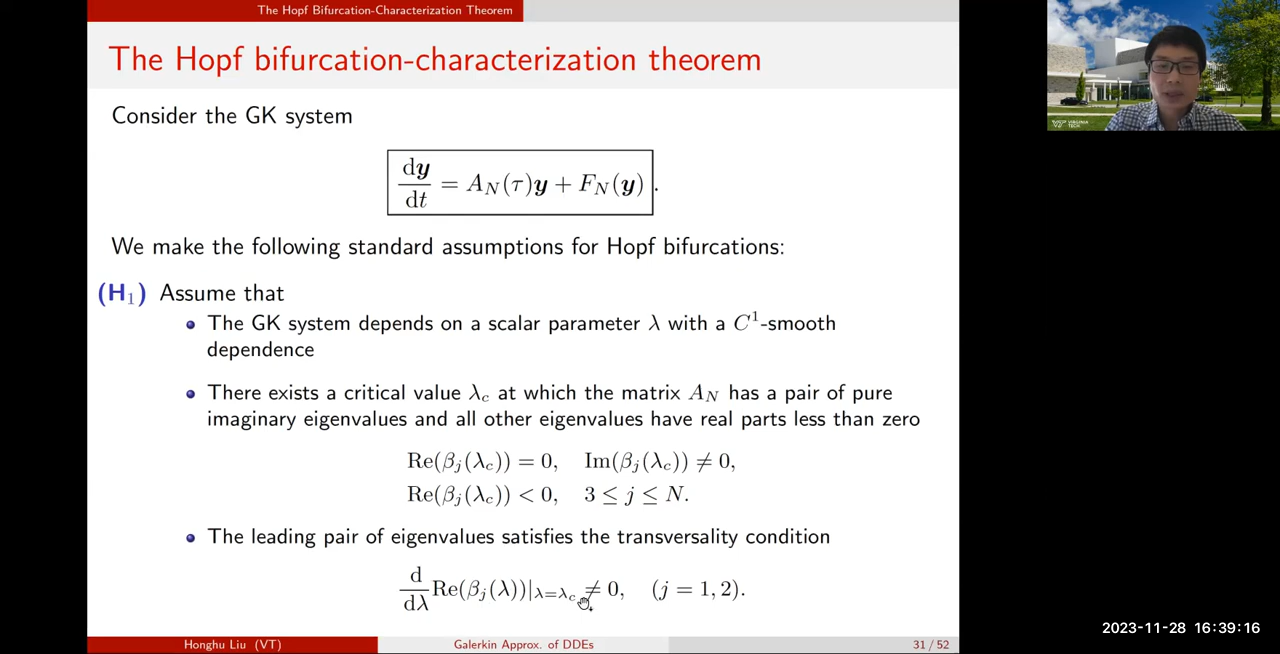 The Hopf Bifurcation-Characterization Theorem
The Hopf bifurcation-characterization theorem
Consider the GK system
d𝒚/dt = A_N(τ)𝒚 + F_N(𝒚).
We make the following standard assumptions for Hopf bifurcations:
(H₁) Assume that
The GK system depends on a scalar parameter λ with a C¹-smooth
dependence
There exists a critical value λ_c at which the matrix A_N has a pair of pure
imaginary eigenvalues and all other eigenvalues have real parts less than zero
Re(β_j(λ_c)) = 0, Im(β_j(λ_c)) ≠ 0,
Re(β_j(λ_c)) < 0, 3 ≤ j ≤ N.
The leading pair of eigenvalues satisfies the transversality condition
d/dλ Re(β_j(λ))|_{λ=λ_c} ≠ 0, (j = 1, 2).
Honghu Liu (VT) Galerkin Approx. of DDEs 31 / 52
VIRGINIA
TECH
2023-11-28 16:39:16